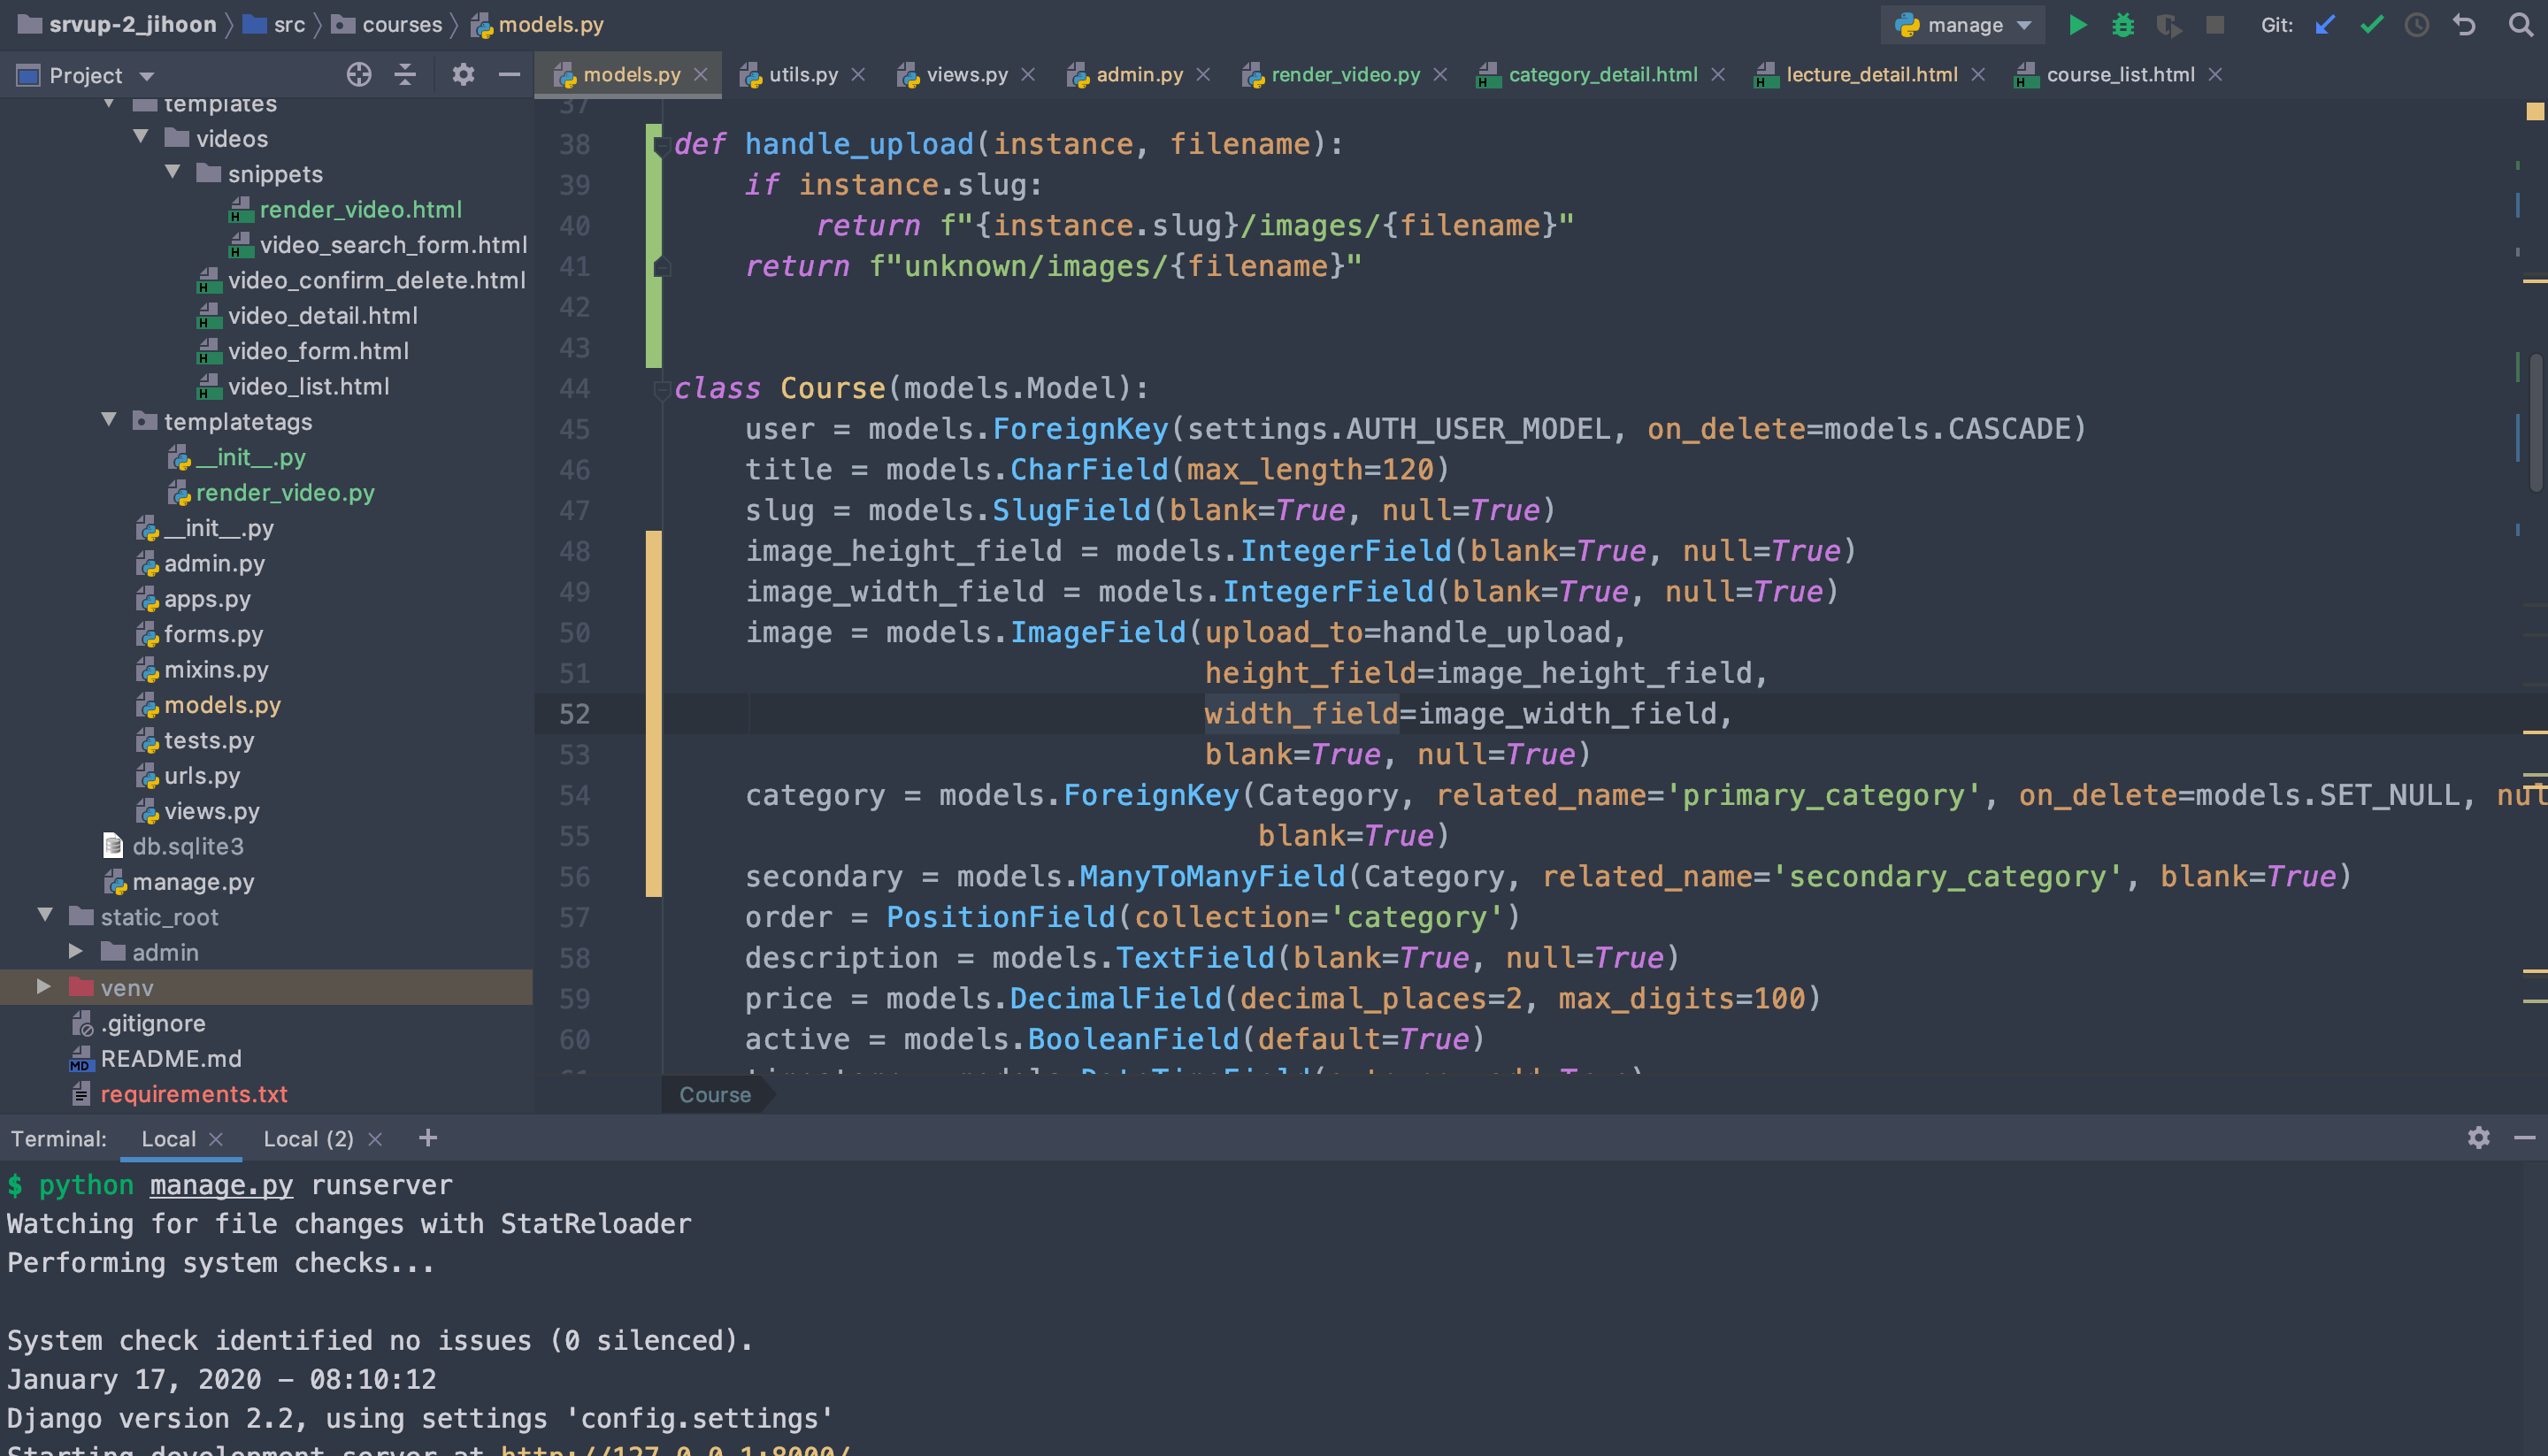 srvup-2_jihoon src courses models.py manage Git:
Project
models.py utils.py views.py admin.py render_video.py category_detail.html lecture_detail.html course_list.html
templates
videos
snippets
render_video.html
video_search_form.html
video_confirm_delete.html
video_detail.html
video_form.html
video_list.html
templatetags
__init__.py
render_video.py
__init__.py
admin.py
apps.py
forms.py
mixins.py
models.py
tests.py
urls.py
views.py
db.sqlite3
manage.py
static_root
admin
venv
.gitignore
README.md
requirements.txt
37
38 def handle_upload(instance, filename):
39 if instance.slug:
40 return f"{instance.slug}/images/{filename}"
41 return f"unknown/images/{filename}"
42
43
44 class Course(models.Model):
45 user = models.ForeignKey(settings.AUTH_USER_MODEL, on_delete=models.CASCADE)
46 title = models.CharField(max_length=120)
47 slug = models.SlugField(blank=True, null=True)
48 image_height_field = models.IntegerField(blank=True, null=True)
49 image_width_field = models.IntegerField(blank=True, null=True)
50 image = models.ImageField(upload_to=handle_upload,
51 height_field=image_height_field,
52 width_field=image_width_field,
53 blank=True, null=True)
54 category = models.ForeignKey(Category, related_name='primary_category', on_delete=models.SET_NULL, nul
55 blank=True)
56 secondary = models.ManyToManyField(Category, related_name='secondary_category', blank=True)
57 order = PositionField(collection='category')
58 description = models.TextField(blank=True, null=True)
59 price = models.DecimalField(decimal_places=2, max_digits=100)
60 active = models.BooleanField(default=True)
Course
Terminal: Local Local (2)
$ python manage.py runserver
Watching for file changes with StatReloader
Performing system checks...
System check identified no issues (0 silenced).
January 17, 2020 - 08:10:12
Django version 2.2, using settings 'config.settings'
Starting development server at http://127.0.0.1:8000/